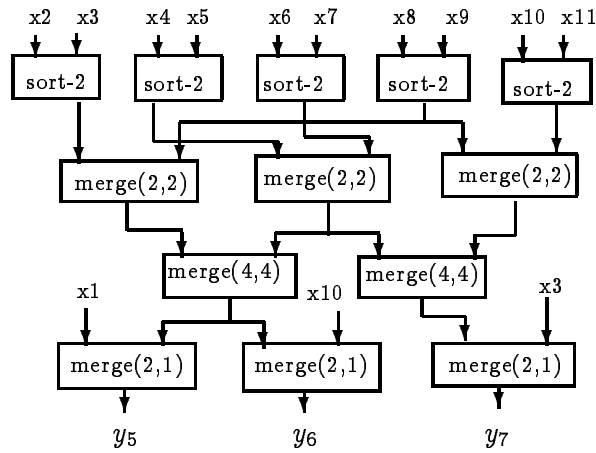 x2 x3 x4 x5 x6 x7 x8 x9 x10 x11
sort-2 sort-2 sort-2 sort-2 sort-2
merge(2,2) merge(2,2) merge(2,2)
merge(4,4) merge(4,4)
x1 x10 x3
merge(2,1) merge(2,1) merge(2,1)
y5 y6 y7